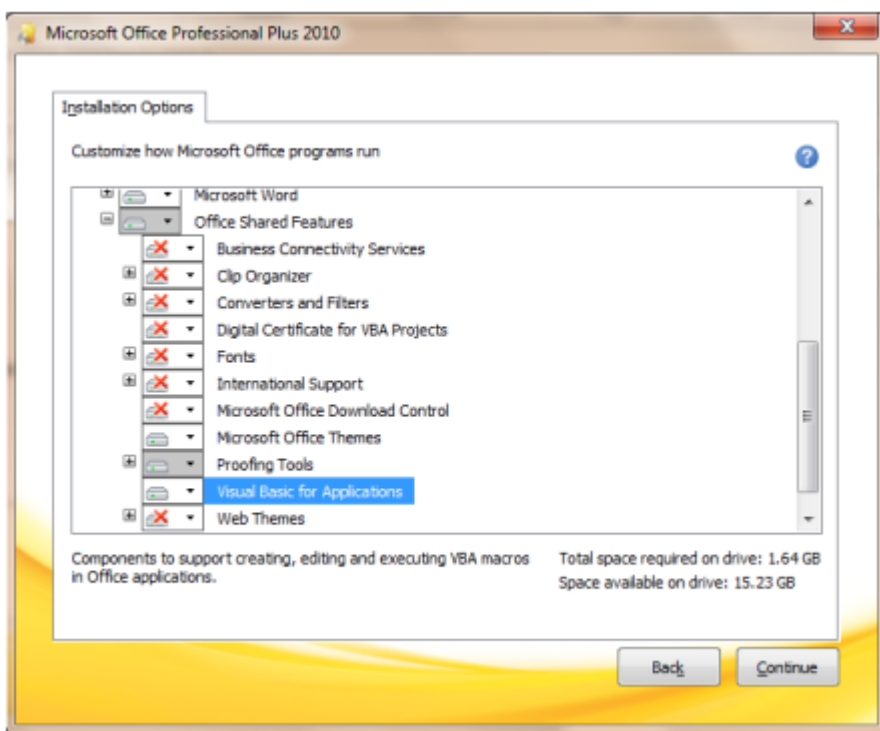 Microsoft Office Professional Plus 2010
Installation Options
Customize how Microsoft Office programs run
Microsoft Word
Office Shared Features
Business Connectivity Services
Clip Organizer
Converters and Filters
Digital Certificate for VBA Projects
Fonts
International Support
Microsoft Office Download Control
Microsoft Office Themes
Proofing Tools
Visual Basic for Applications
Web Themes
Components to support creating, editing and executing VBA macros
in Office applications.
Total space required on drive: 1.64 GB
Space available on drive: 15.23 GB
Back
Continue